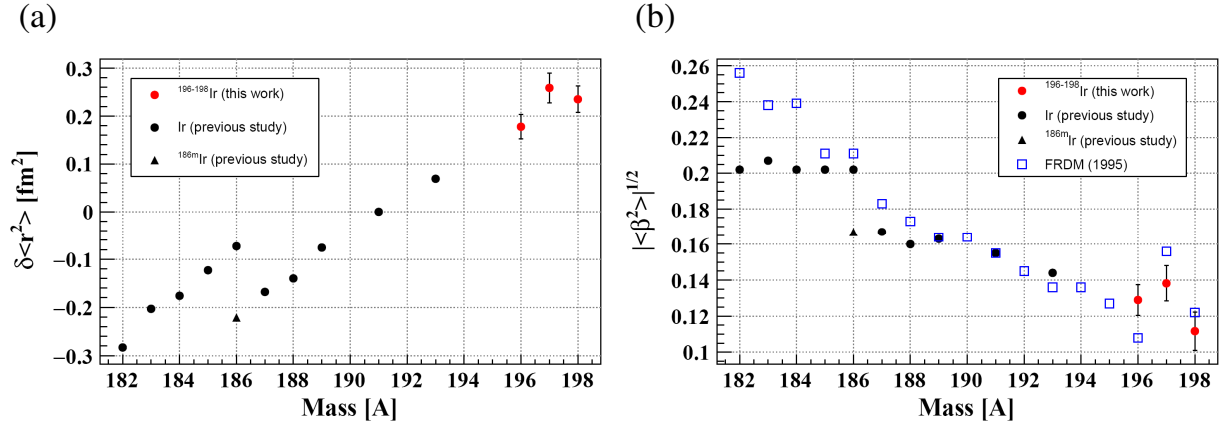 (a)
0.3
0.2
0.1
0
−0.1
−0.2
−0.3
δ<r²> [fm²]
¹⁹⁶⁻¹⁹⁸Ir (this work)
Ir (previous study)
¹⁸⁶ᵐIr (previous study)
182 184 186 188 190 192 194 196 198
Mass [A]
(b)
0.26
0.24
0.22
0.2
0.18
0.16
0.14
0.12
0.1
|<β²>|¹ᐟ²
¹⁹⁶⁻¹⁹⁸Ir (this work)
Ir (previous study)
¹⁸⁶ᵐIr (previous study)
FRDM (1995)
182 184 186 188 190 192 194 196 198
Mass [A]